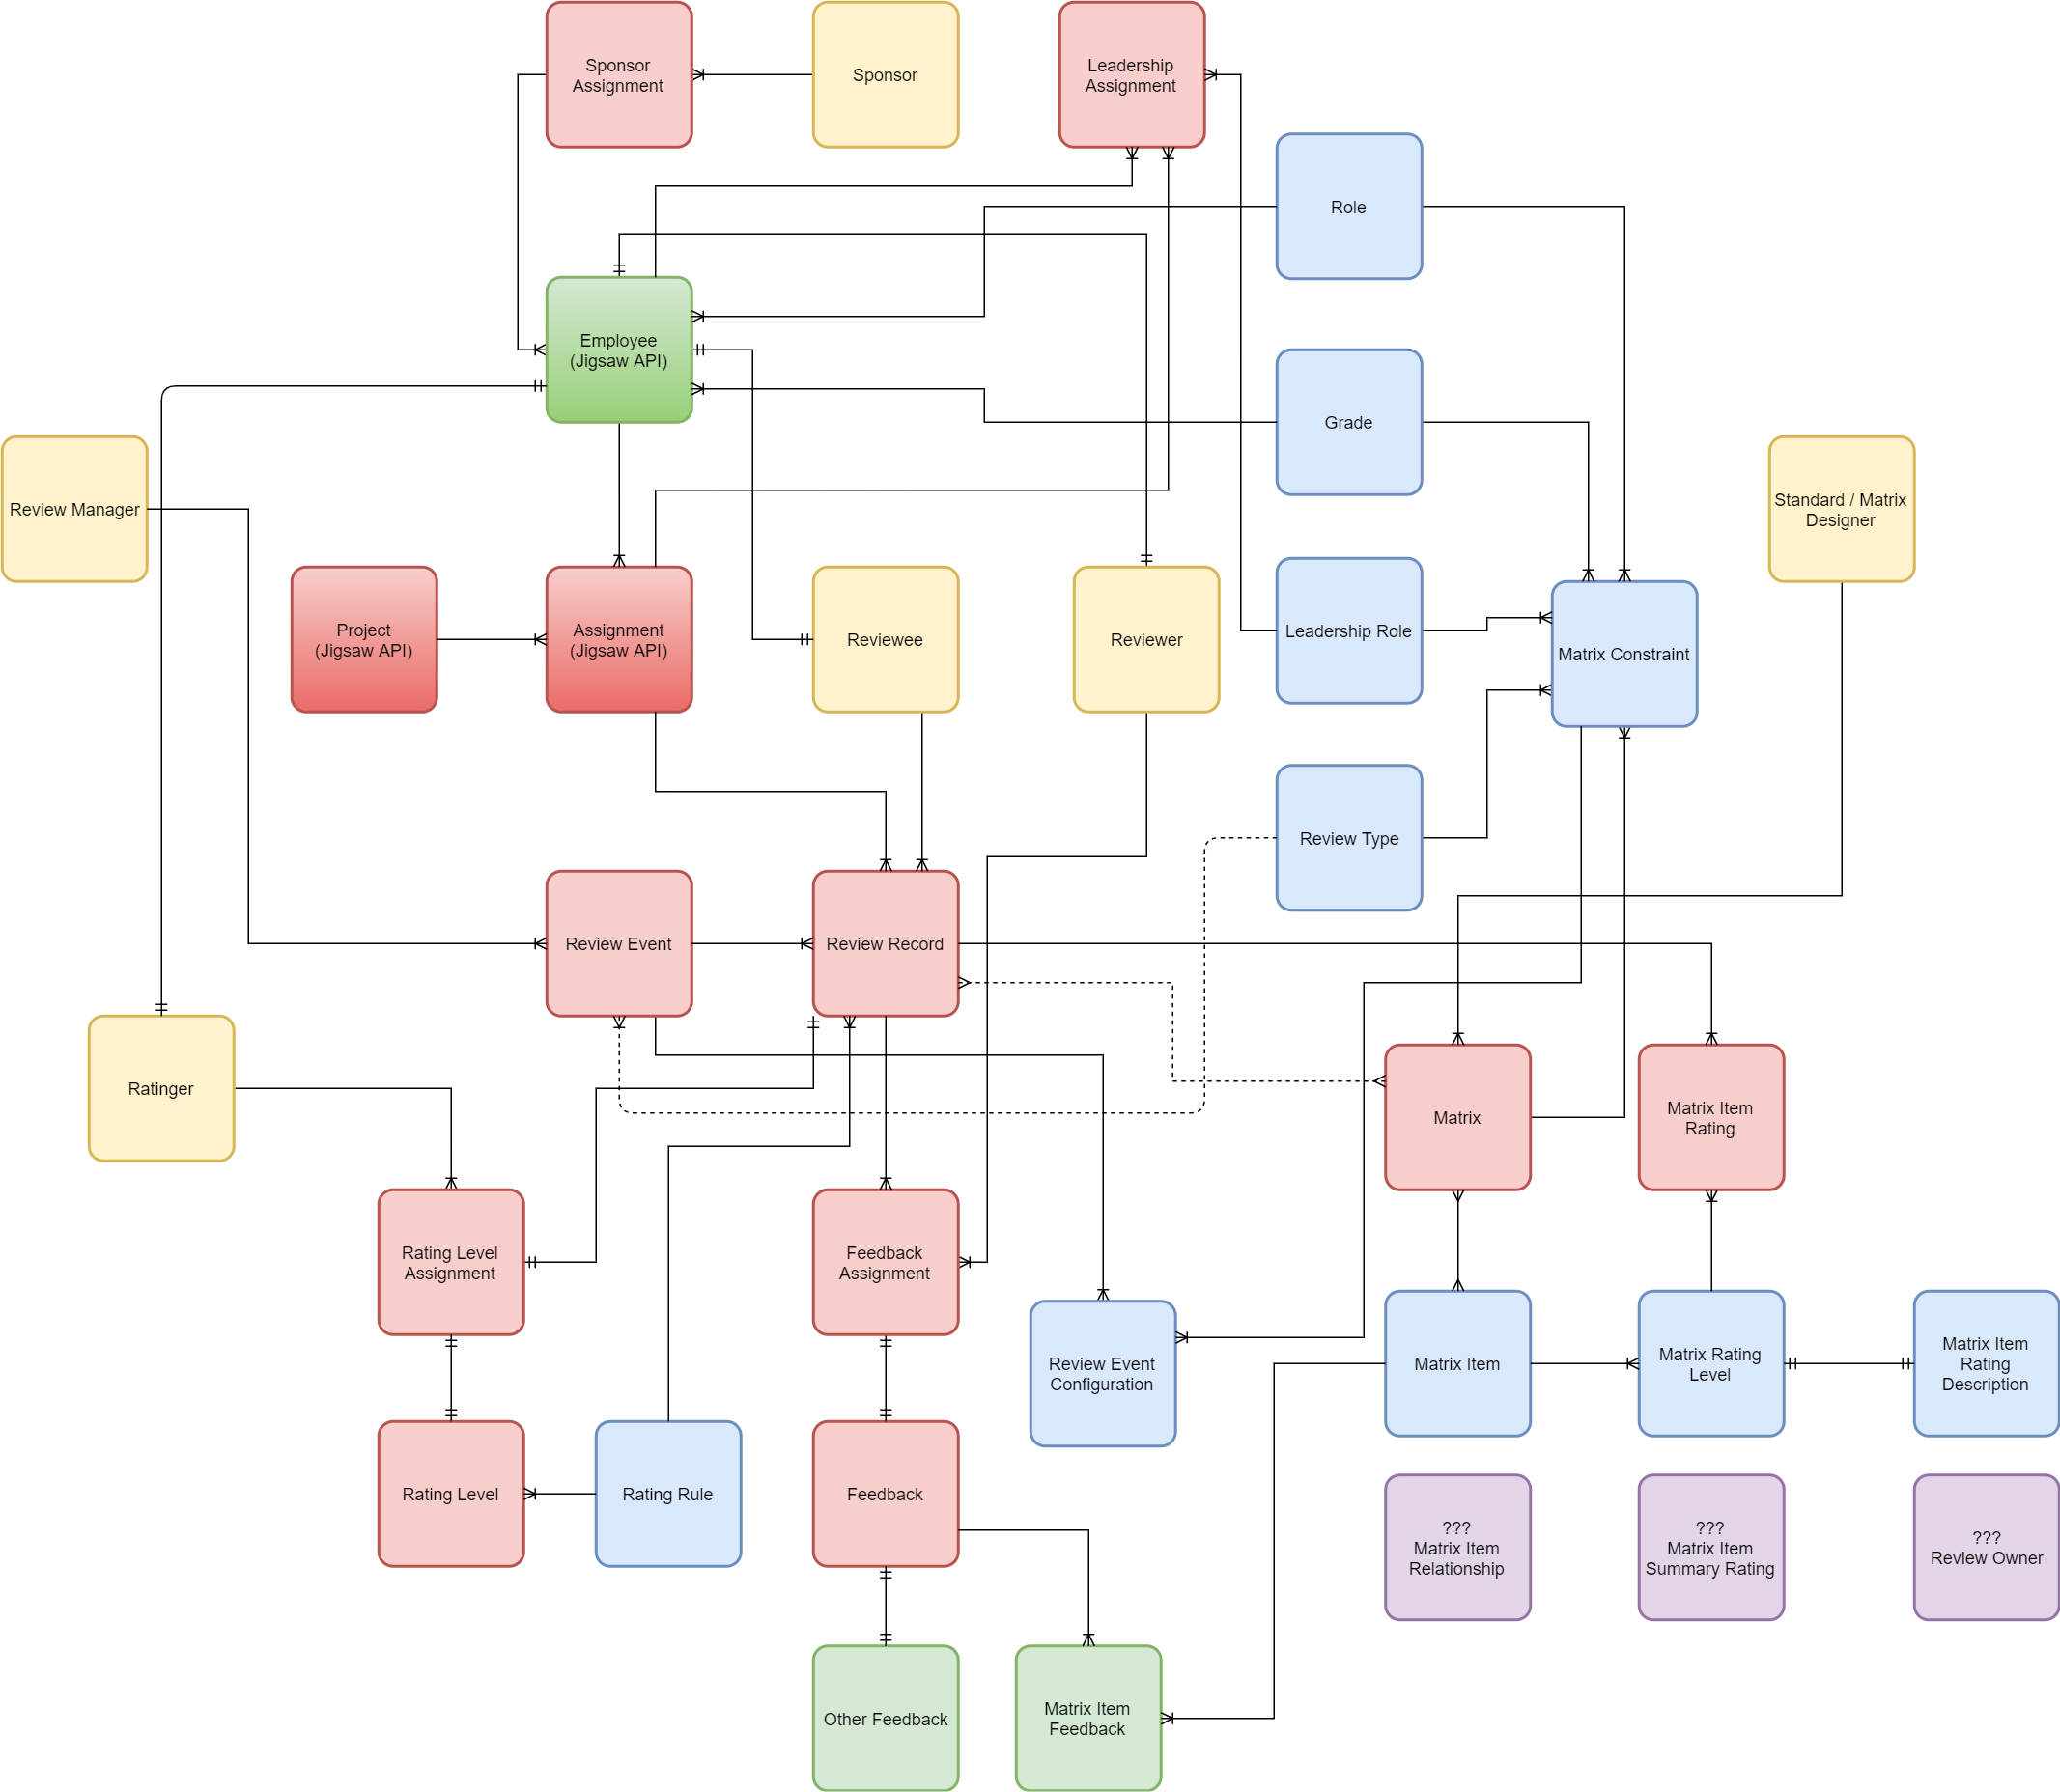 Sponsor
Assignment
Sponsor
Leadership
Assignment
Role
Employee
(Jigsaw API)
Grade
Review Manager
Standard / Matrix
Designer
Project
(Jigsaw API)
Assignment
(Jigsaw API)
Reviewee
Reviewer
Leadership Role
Matrix Constraint
Review Type
Review Event
Review Record
Ratinger
Matrix
Matrix Item
Rating
Rating Level
Assignment
Feedback
Assignment
Review Event
Configuration
Matrix Item
Matrix Rating
Level
Matrix Item
Rating
Description
Rating Level
Rating Rule
Feedback
???
Matrix Item
Relationship
???
Matrix Item
Summary Rating
???
Review Owner
Other Feedback
Matrix Item
Feedback